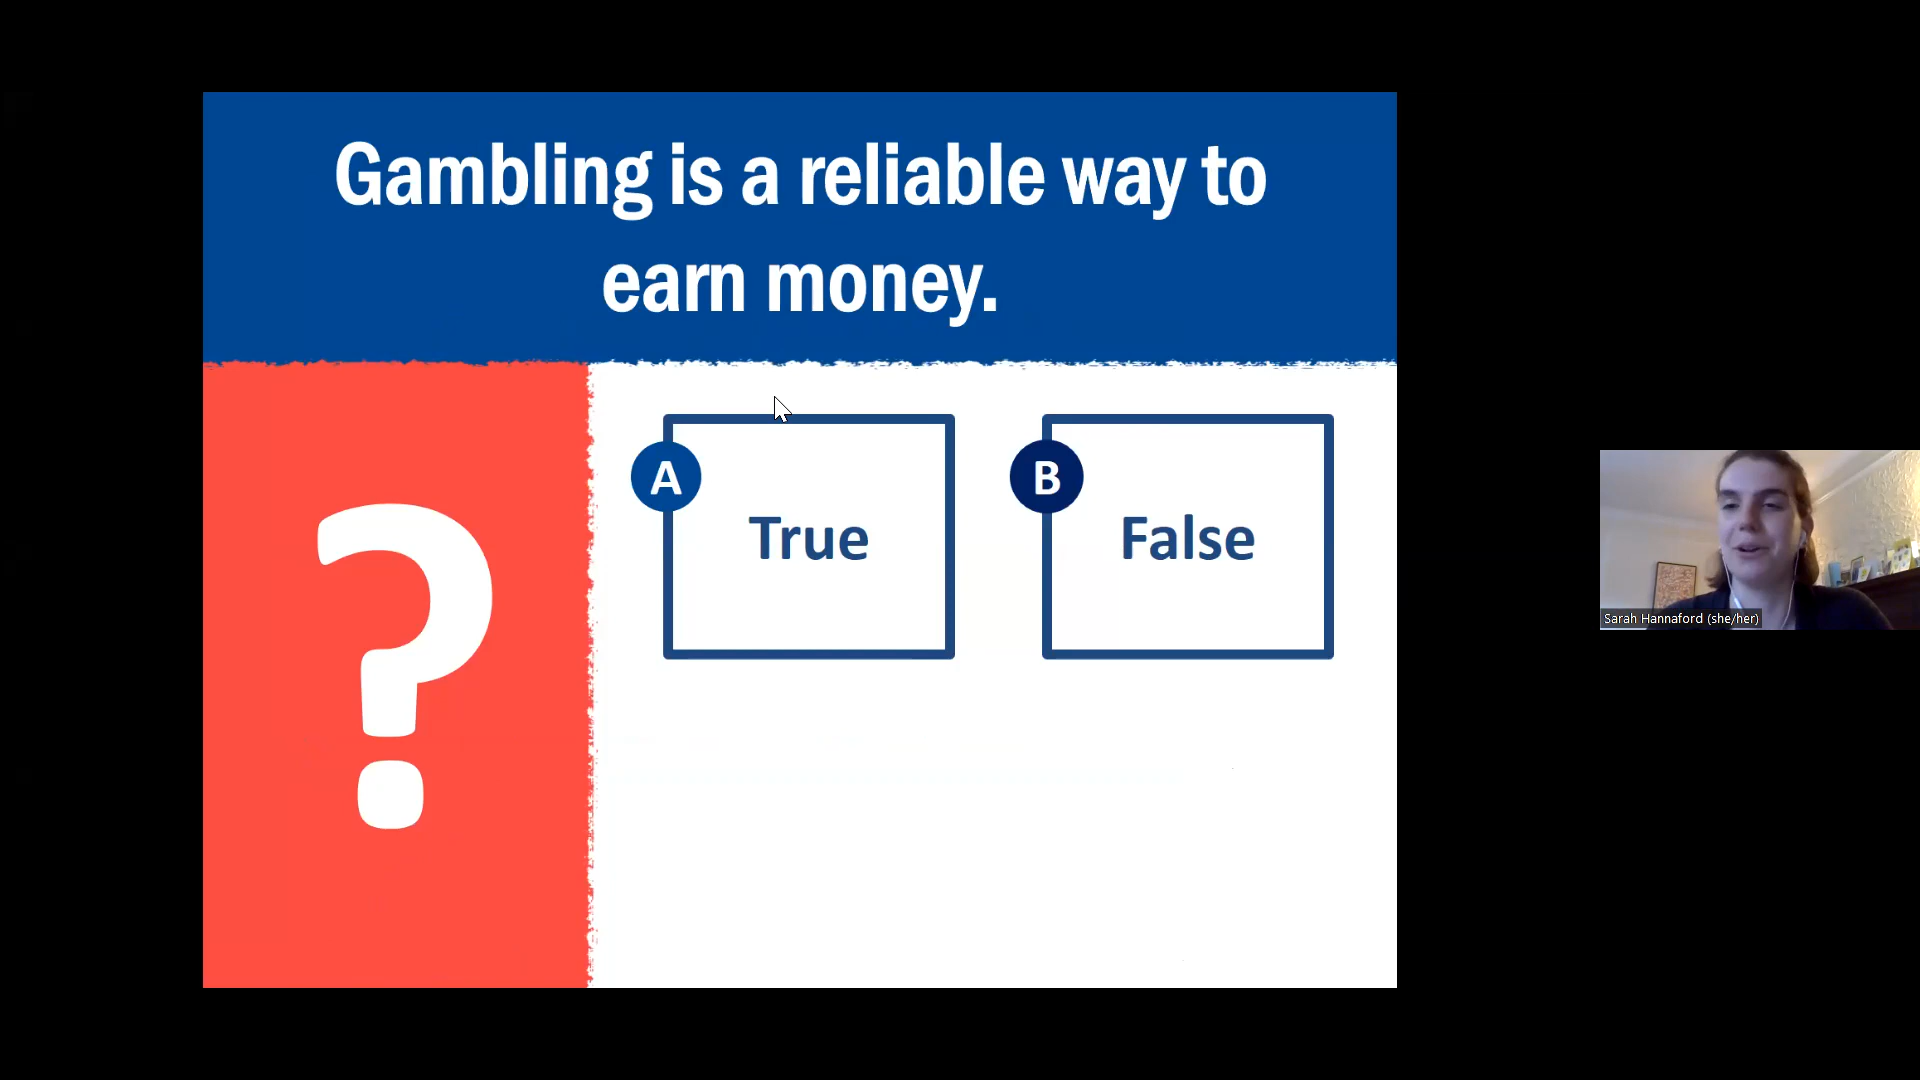 Gambling is a reliable way to
earn money.
?
A
True
B
False
Sarah Hannaford (she/her)